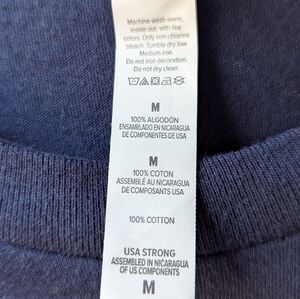 Machine wash warm,
inside out, with like
colors. Only non-chlorine
bleach. Tumble dry low.
Medium iron.
Do not iron decoration.
Do not dry clean.
M
100% ALGODÓN
ENSAMBLADO EN NICARAGUA
DE COMPONENTES DE USA
M
100% COTON
ASSEMBLÉ AU NICARAGUA
DE COMPOSANTS USA
100% COTTON
USA STRONG
ASSEMBLED IN NICARAGUA
OF US COMPONENTS
M